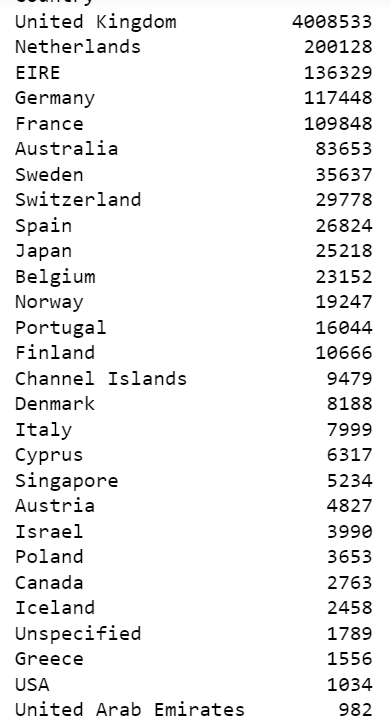 Country
United Kingdom 4008533
Netherlands 200128
EIRE 136329
Germany 117448
France 109848
Australia 83653
Sweden 35637
Switzerland 29778
Spain 26824
Japan 25218
Belgium 23152
Norway 19247
Portugal 16044
Finland 10666
Channel Islands 9479
Denmark 8188
Italy 7999
Cyprus 6317
Singapore 5234
Austria 4827
Israel 3990
Poland 3653
Canada 2763
Iceland 2458
Unspecified 1789
Greece 1556
USA 1034
United Arab Emirates 982